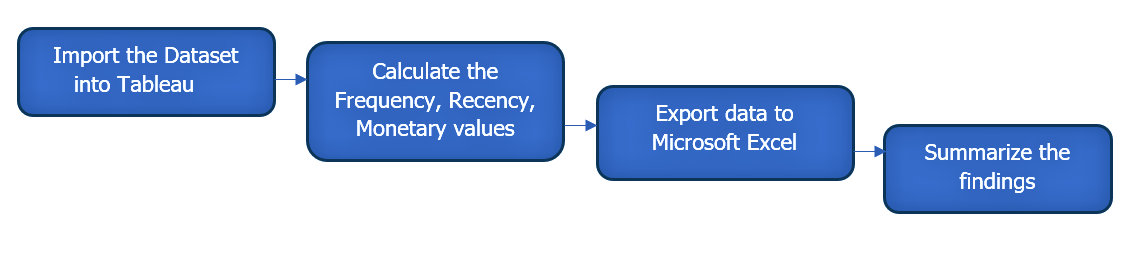 Import the Dataset
into Tableau
Calculate the
Frequency, Recency,
Monetary values
Export data to
Microsoft Excel
Summarize the
findings